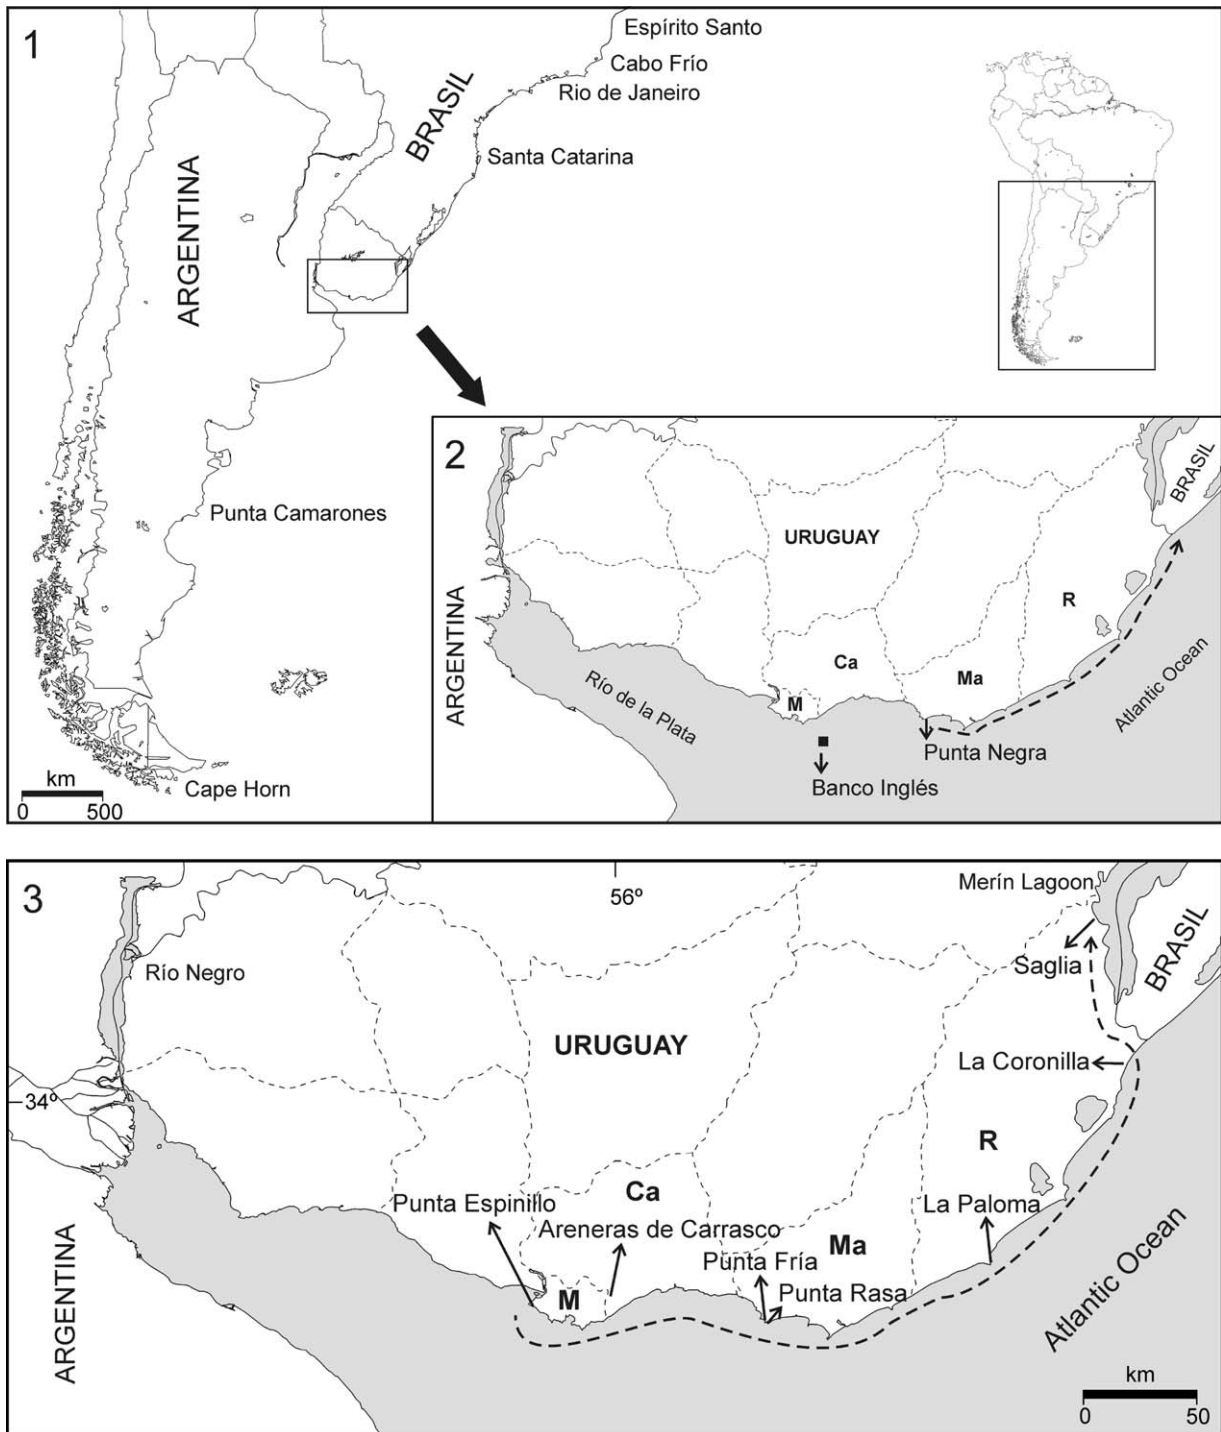 1
Espírito Santo
Cabo Frío
Rio de Janeiro
BRASIL
Santa Catarina
ARGENTINA
Punta Camarones
Cape Horn
km
0 500
2
BRASIL
URUGUAY
ARGENTINA
R
Ca
Ma
M
Río de la Plata
Atlantic Ocean
Punta Negra
Banco Inglés
3
56º
Merín Lagoon
BRASIL
Saglia
Río Negro
URUGUAY
La Coronilla
34º
R
Ca
Punta Espinillo
La Paloma
Areneras de Carrasco
Ma
Punta Fría
Punta Rasa
M
ARGENTINA
Atlantic Ocean
km
0 50